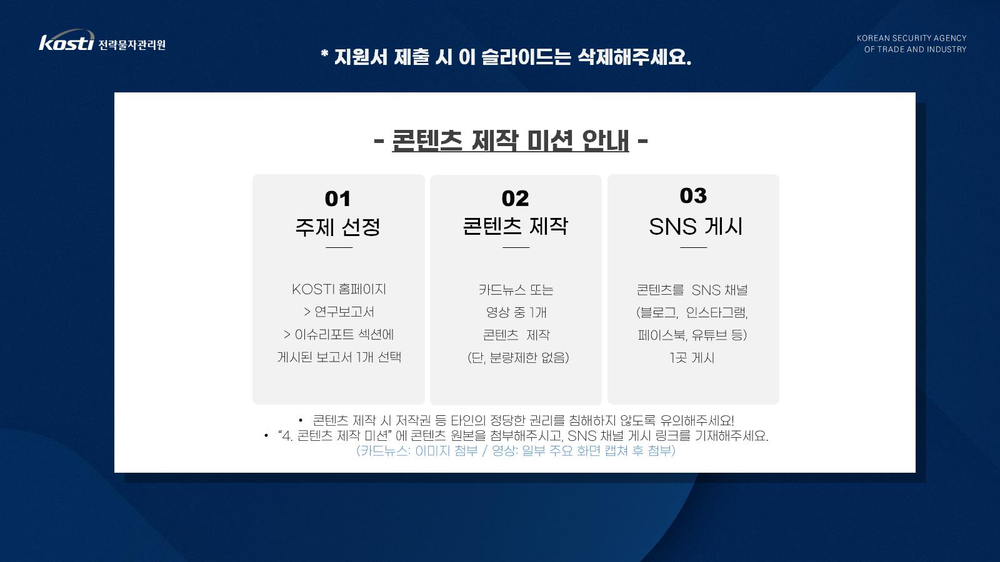 kosti 전략물자관리원
KOREAN SECURITY AGENCY
OF TRADE AND INDUSTRY
* 지원서 제출 시 이 슬라이드는 삭제해주세요.
- 콘텐츠 제작 미션 안내 -
01
주제 선정
KOSTI 홈페이지
> 연구보고서
> 이슈리포트 섹션에
게시된 보고서 1개 선택
02
콘텐츠 제작
카드뉴스 또는
영상 중 1개
콘텐츠 제작
(단, 분량제한 없음)
03
SNS 게시
콘텐츠를 SNS 채널
(블로그, 인스타그램,
페이스북, 유튜브 등)
1곳 게시
• 콘텐츠 제작 시 저작권 등 타인의 정당한 권리를 침해하지 않도록 유의해주세요!
• “4. 콘텐츠 제작 미션” 에 콘텐츠 원본을 첨부해주시고, SNS 채널 게시 링크를 기재해주세요.
(카드뉴스: 이미지 첨부 / 영상: 일부 주요 화면 캡쳐 후 첨부)